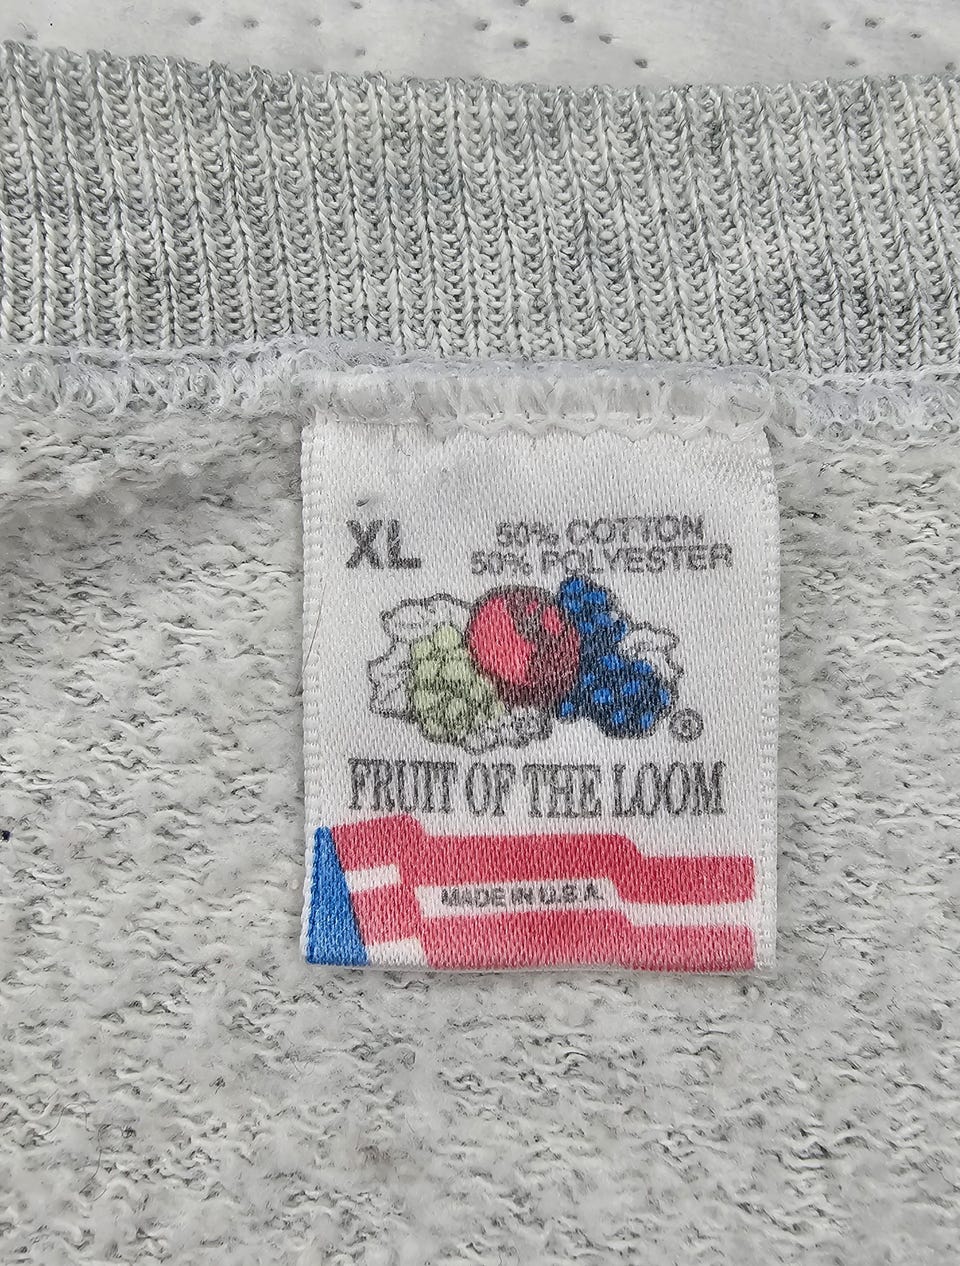 XL
50% COTTON
50% POLYESTER
®
FRUIT OF THE LOOM
MADE IN U.S.A.